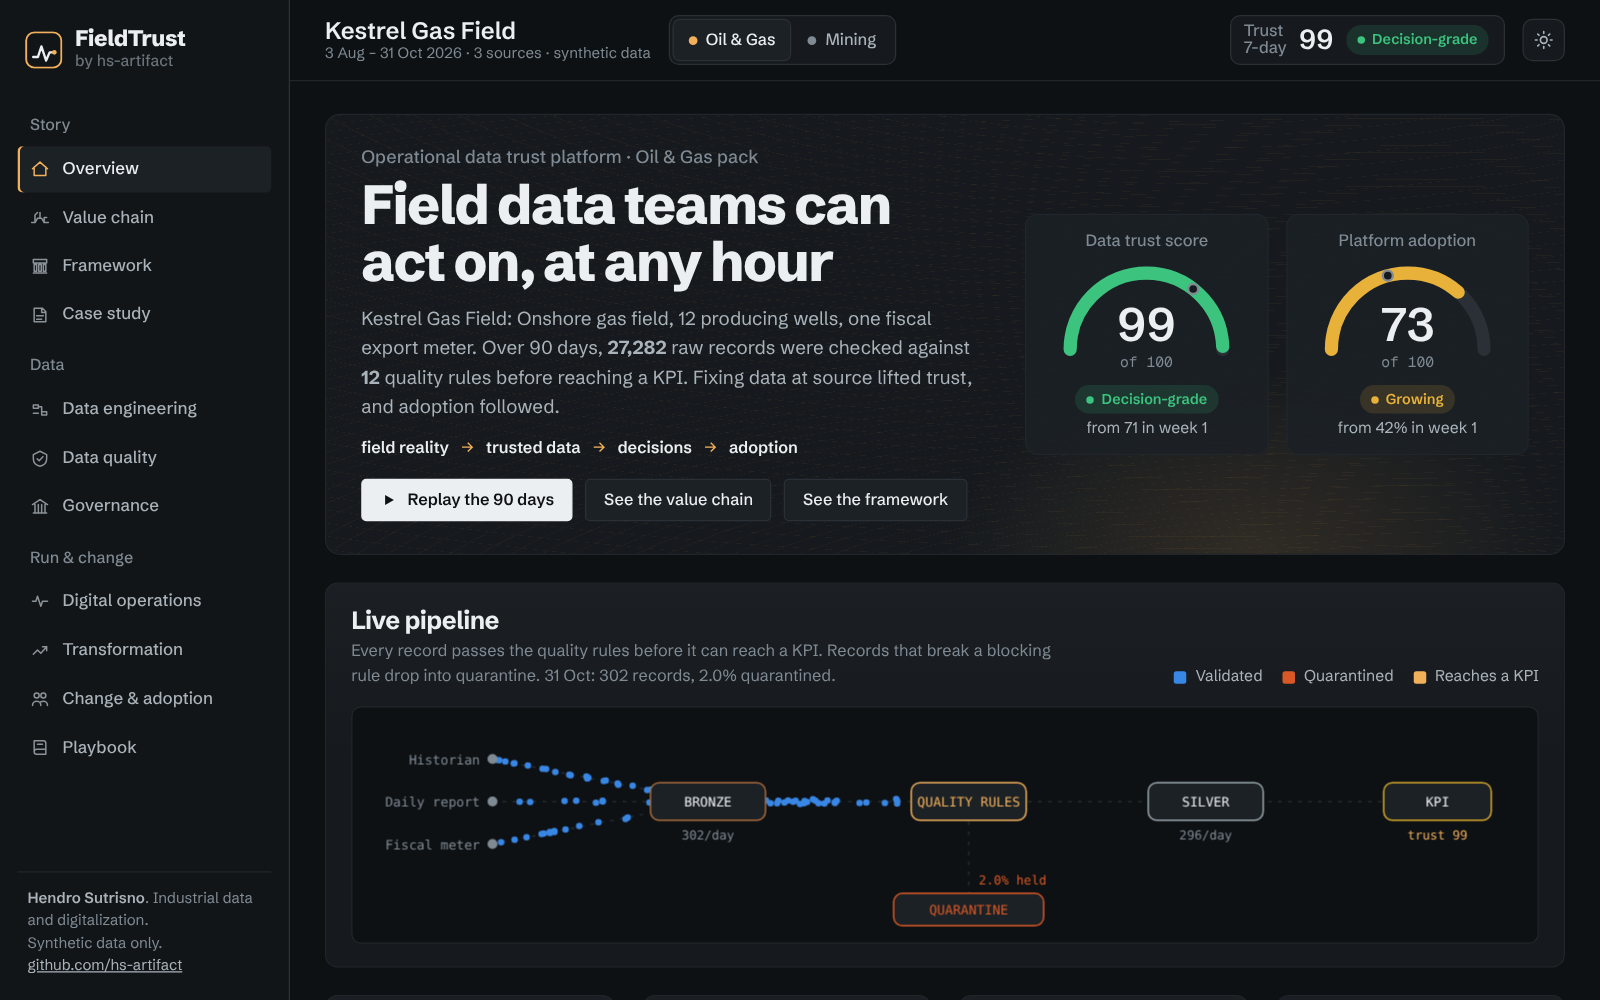 FieldTrust
by hs-artifact
Story
Overview
Value chain
Framework
Case study
Data
Data engineering
Data quality
Governance
Run & change
Digital operations
Transformation
Change & adoption
Playbook
Hendro Sutrisno. Industrial data
and digitalization.
Synthetic data only.
github.com/hs-artifact
Kestrel Gas Field
3 Aug – 31 Oct 2026 · 3 sources · synthetic data
Oil & Gas
Mining
Trust
7-day
99
Decision-grade
Operational data trust platform · Oil & Gas pack
Field data teams can
act on, at any hour
Kestrel Gas Field: Onshore gas field, 12 producing wells, one fiscal
export meter. Over 90 days, 27,282 raw records were checked against
12 quality rules before reaching a KPI. Fixing data at source lifted trust,
and adoption followed.
field reality → trusted data → decisions → adoption
Replay the 90 days
See the value chain
See the framework
Data trust score
99
of 100
Decision-grade
from 71 in week 1
Platform adoption
73
of 100
Growing
from 42% in week 1
Live pipeline
Every record passes the quality rules before it can reach a KPI. Records that break a blocking
rule drop into quarantine. 31 Oct: 302 records, 2.0% quarantined.
Validated
Quarantined
Reaches a KPI
Historian
Daily report
Fiscal meter
BRONZE
302/day
QUALITY RULES
SILVER
296/day
KPI
trust 99
2.0% held
QUARANTINE